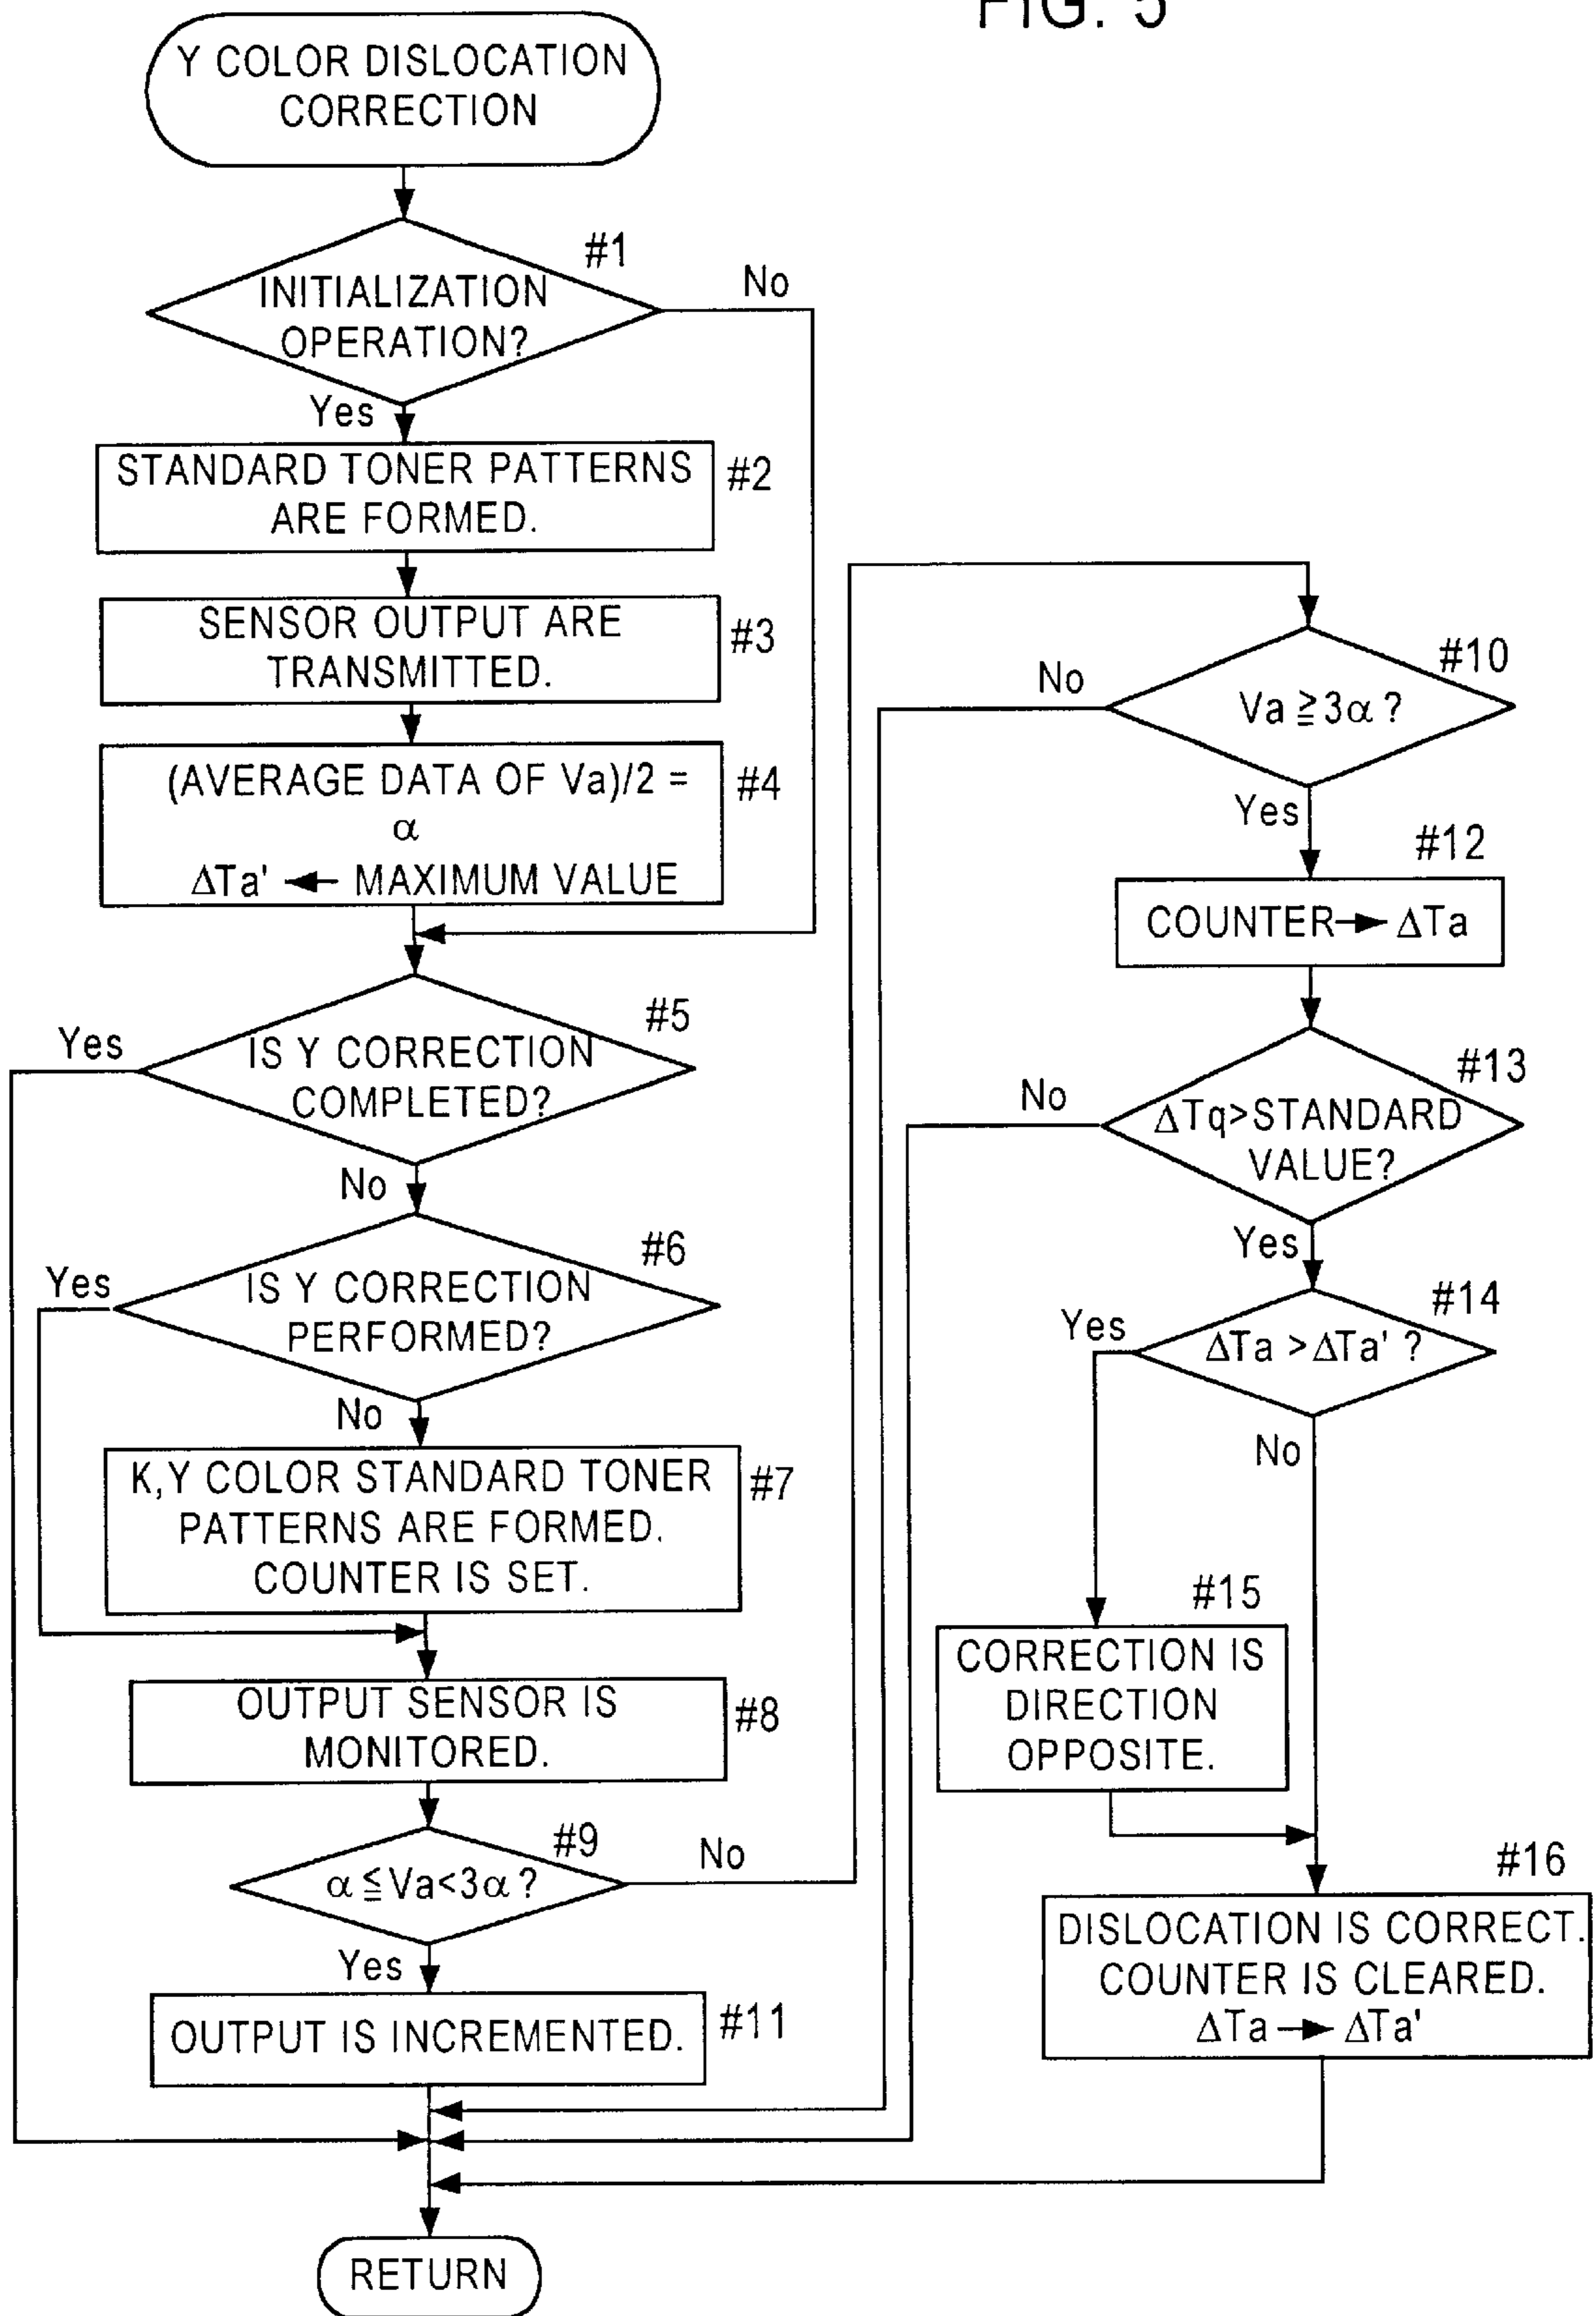 FIG. 5
Y COLOR DISLOCATION
CORRECTION
#1
INITIALIZATION
OPERATION?
No
Yes
STANDARD TONER PATTERNS
ARE FORMED.
#2
SENSOR OUTPUT ARE
TRANSMITTED.
#3
(AVERAGE DATA OF Va)/2 =
α
ΔTa' ← MAXIMUM VALUE
#4
#5
IS Y CORRECTION
COMPLETED?
Yes
No
#6
IS Y CORRECTION
PERFORMED?
Yes
No
K,Y COLOR STANDARD TONER
PATTERNS ARE FORMED.
COUNTER IS SET.
#7
OUTPUT SENSOR IS
MONITORED.
#8
#9
α≦Va<3α?
No
Yes
OUTPUT IS INCREMENTED.
#11
#10
Va≧3α?
No
Yes
#12
COUNTER→ ΔTa
#13
ΔTq>STANDARD
VALUE?
No
Yes
#14
ΔTa >ΔTa' ?
Yes
No
#15
CORRECTION IS
DIRECTION
OPPOSITE.
#16
DISLOCATION IS CORRECT.
COUNTER IS CLEARED.
ΔTa → ΔTa'
RETURN